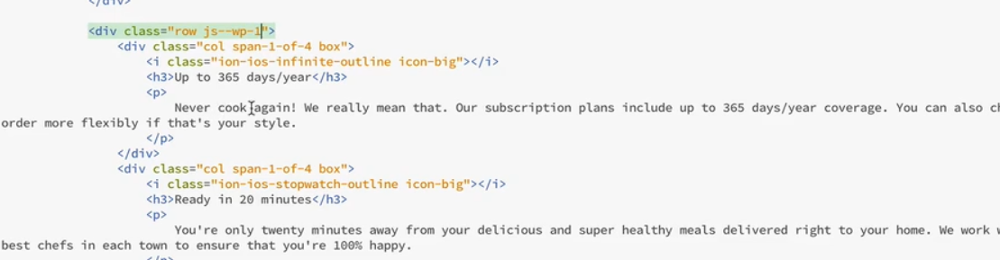 </div>
<div class="row js--wp-1">
<div class="col span-1-of-4 box">
<i class="ion-ios-infinite-outline icon-big"></i>
<h3>Up to 365 days/year</h3>
<p>
Never cook again! We really mean that. Our subscription plans include up to 365 days/year coverage. You can also
order more flexibly if that's your style.
</p>
</div>
<div class="col span-1-of-4 box">
<i class="ion-ios-stopwatch-outline icon-big"></i>
<h3>Ready in 20 minutes</h3>
<p>
You're only twenty minutes away from your delicious and super healthy meals delivered right to your home. We work
best chefs in each town to ensure that you're 100% happy.
</p>